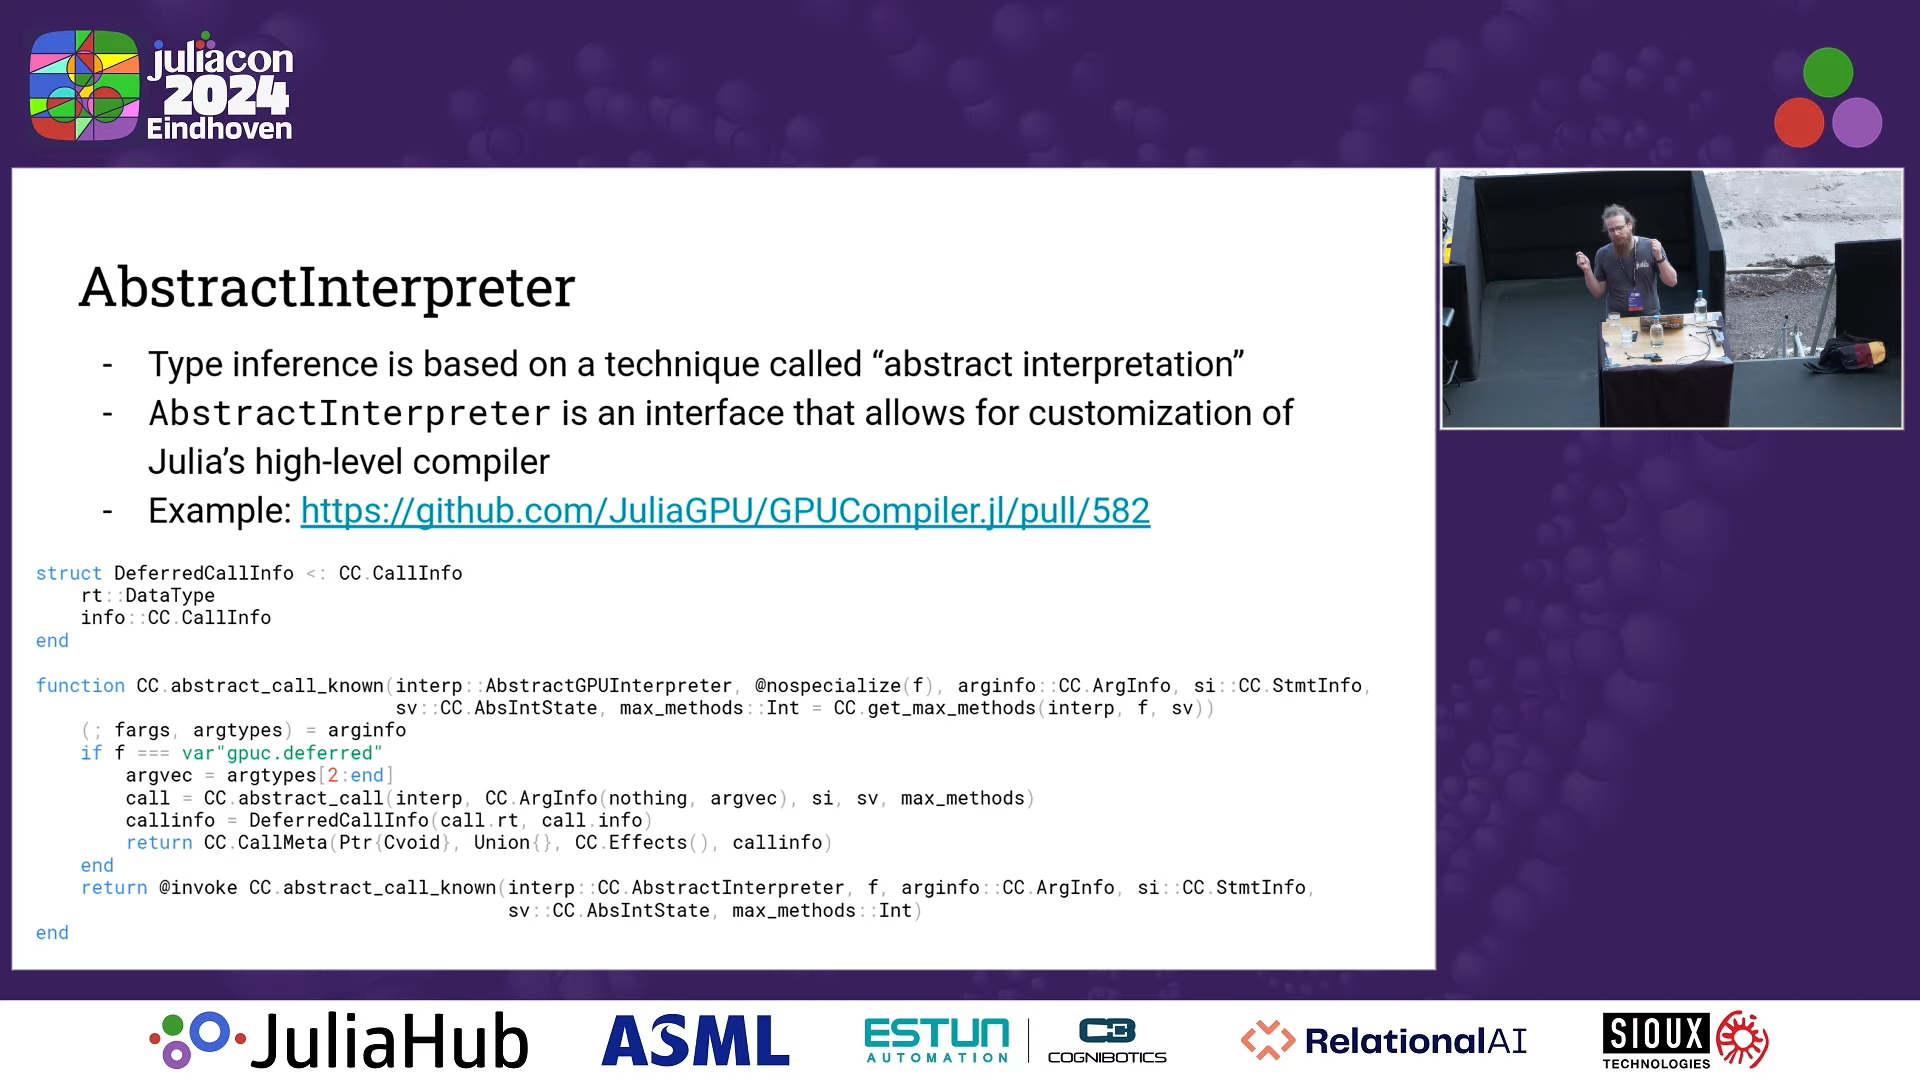 juliacon
2024
Eindhoven
AbstractInterpreter
- Type inference is based on a technique called “abstract interpretation”
- AbstractInterpreter is an interface that allows for customization of
Julia’s high-level compiler
- Example: https://github.com/JuliaGPU/GPUCompiler.jl/pull/582
struct DeferredCallInfo <: CC.CallInfo
    rt::DataType
    info::CC.CallInfo
end
function CC.abstract_call_known(interp::AbstractGPUInterpreter, @nospecialize(f), arginfo::CC.ArgInfo, si::CC.StmtInfo,
                                sv::CC.AbsIntState, max_methods::Int = CC.get_max_methods(interp, f, sv))
    (; fargs, argtypes) = arginfo
    if f === var"gpuc.deferred"
        argvec = argtypes[2:end]
        call = CC.abstract_call(interp, CC.ArgInfo(nothing, argvec), si, sv, max_methods)
        callinfo = DeferredCallInfo(call.rt, call.info)
        return CC.CallMeta(Ptr{Cvoid}, Union{}, CC.Effects(), callinfo)
    end
    return @invoke CC.abstract_call_known(interp::CC.AbstractInterpreter, f, arginfo::CC.ArgInfo, si::CC.StmtInfo,
                                          sv::CC.AbsIntState, max_methods::Int)
end
JuliaHub
ASML
ESTUN
AUTOMATION
COGNIBOTICS
RelationalAI
SIOUX
TECHNOLOGIES